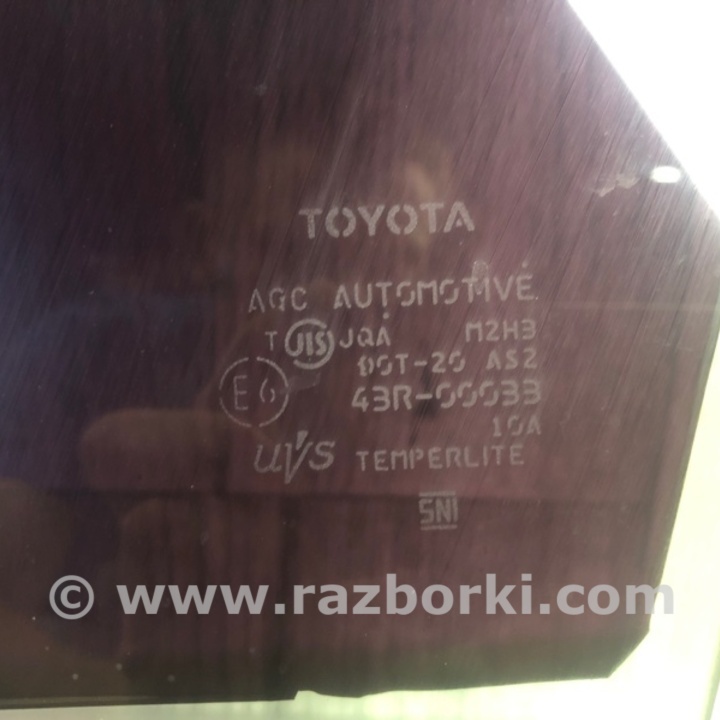 TOYOTA
AGC AUTOMOTIVE
T JIS JQA M2H3
DOT-20 AS2
E6 43R-00033
10A
UVS TEMPERLITE
SNI
© www.razborki.com